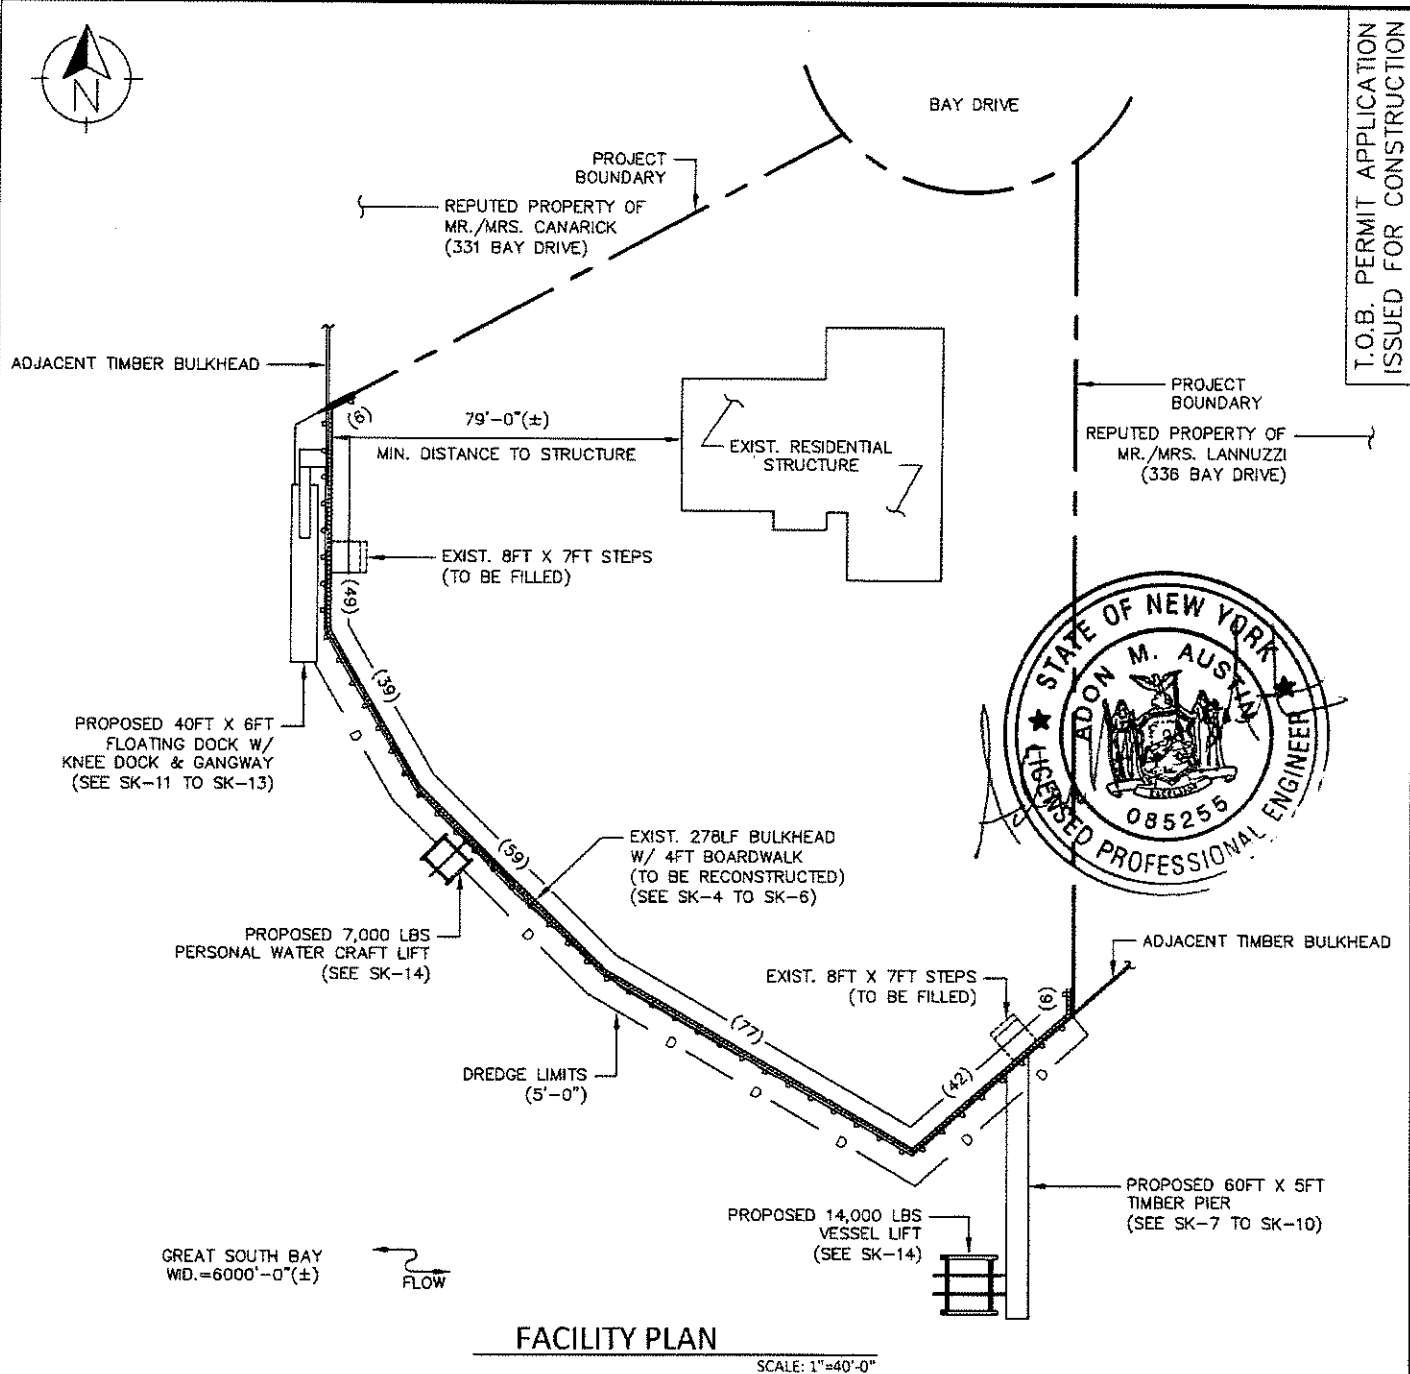 T.O.B. PERMIT APPLICATION
ISSUED FOR CONSTRUCTION
N
BAY DRIVE
PROJECT
BOUNDARY
REPUTED PROPERTY OF
MR./MRS. CANARICK
(331 BAY DRIVE)
ADJACENT TIMBER BULKHEAD
(6)
79'-0"(±)
MIN. DISTANCE TO STRUCTURE
EXIST. RESIDENTIAL
STRUCTURE
PROJECT
BOUNDARY
REPUTED PROPERTY OF
MR./MRS. LANNUZZI
(336 BAY DRIVE)
EXIST. 8FT X 7FT STEPS
(TO BE FILLED)
(49)
(39)
STATE OF NEW YORK
ADON M. AUSTIN
085255
LICENSED PROFESSIONAL ENGINEER
PROPOSED 40FT X 6FT
FLOATING DOCK W/
KNEE DOCK & GANGWAY
(SEE SK-11 TO SK-13)
D
(59)
EXIST. 278LF BULKHEAD
W/ 4FT BOARDWALK
(TO BE RECONSTRUCTED)
(SEE SK-4 TO SK-6)
PROPOSED 7,000 LBS
PERSONAL WATER CRAFT LIFT
(SEE SK-14)
D
ADJACENT TIMBER BULKHEAD
EXIST. 8FT X 7FT STEPS
(TO BE FILLED)
(6)
(77)
D
DREDGE LIMITS
(5'-0")
(42)
D
D
D
D
PROPOSED 60FT X 5FT
TIMBER PIER
(SEE SK-7 TO SK-10)
PROPOSED 14,000 LBS
VESSEL LIFT
(SEE SK-14)
GREAT SOUTH BAY
WID.=6000'-0"(±)
FLOW
FACILITY PLAN
SCALE: 1"=40'-0"